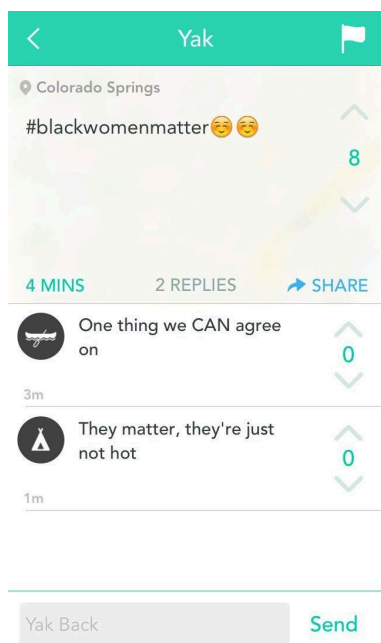 Yak
Colorado Springs
#blackwomenmatter☺️☺️
8
4 MINS 2 REPLIES SHARE
One thing we CAN agree
on
0
3m
They matter, they're just
not hot
0
1m
Yak Back Send